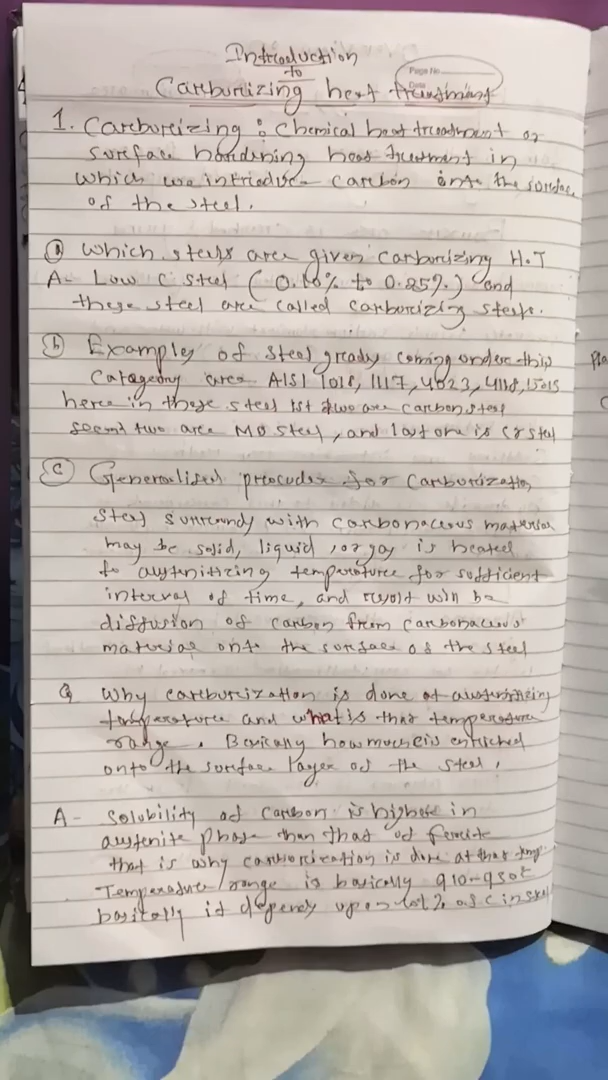 Introduction
to
Page No.
Date
Carburizing heat treatment
1. Carbureizing : Chemical heat treatment or
surface hardening heat treatment in
which we introduce carbon onto the surface
of the steel.
(a) Which steels are given carburizing H.T
A- Low C steel (0.10% to 0.25%) and
these steel are called carburizing steels.
(b) Examples of steel grades coming under this
Catageory are AISI 1018, 1117, 4023, 4118, 15015
here in these steel 1st two are carbon steel
second two are MO Steel, and last one is Cr steel
Pla
(c) Generalised procuder for carburization
Steel surrounds with carbonaceous material
may be solid, liquid, or gas is heated
to austenitizing temperature for sufficient
interval of time, and result will be
diffusion of carbon from carbonaceous
material onto the surface of the steel
Q Why carburization is done at austenitizing
temperature and what is that temperature
range. Basically how much is enriched
onto the surface layer of the steel.
A- Solubility of carbon is highest in
austenite phase than that of ferrite
that is why carburization is done at that temp.
Temperature range is basically 910-950°C
basically it depends upon wt% of C in steel